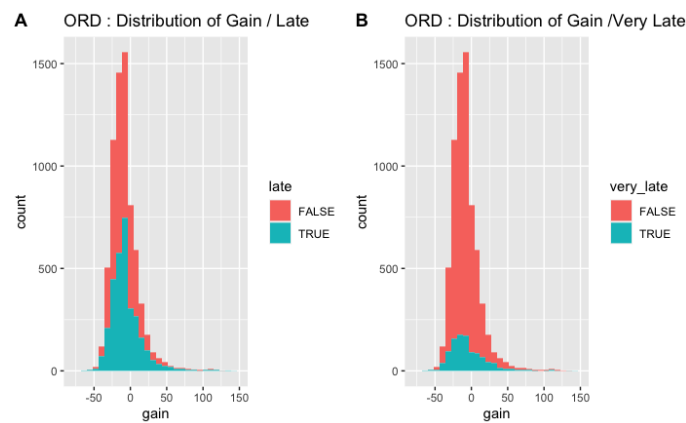 A
ORD : Distribution of Gain / Late
1500
1000
500
0
count
-50 0 50 100 150
gain
late
FALSE
TRUE
B
ORD : Distribution of Gain /Very Late
1500
1000
500
0
count
-50 0 50 100 150
gain
very_late
FALSE
TRUE